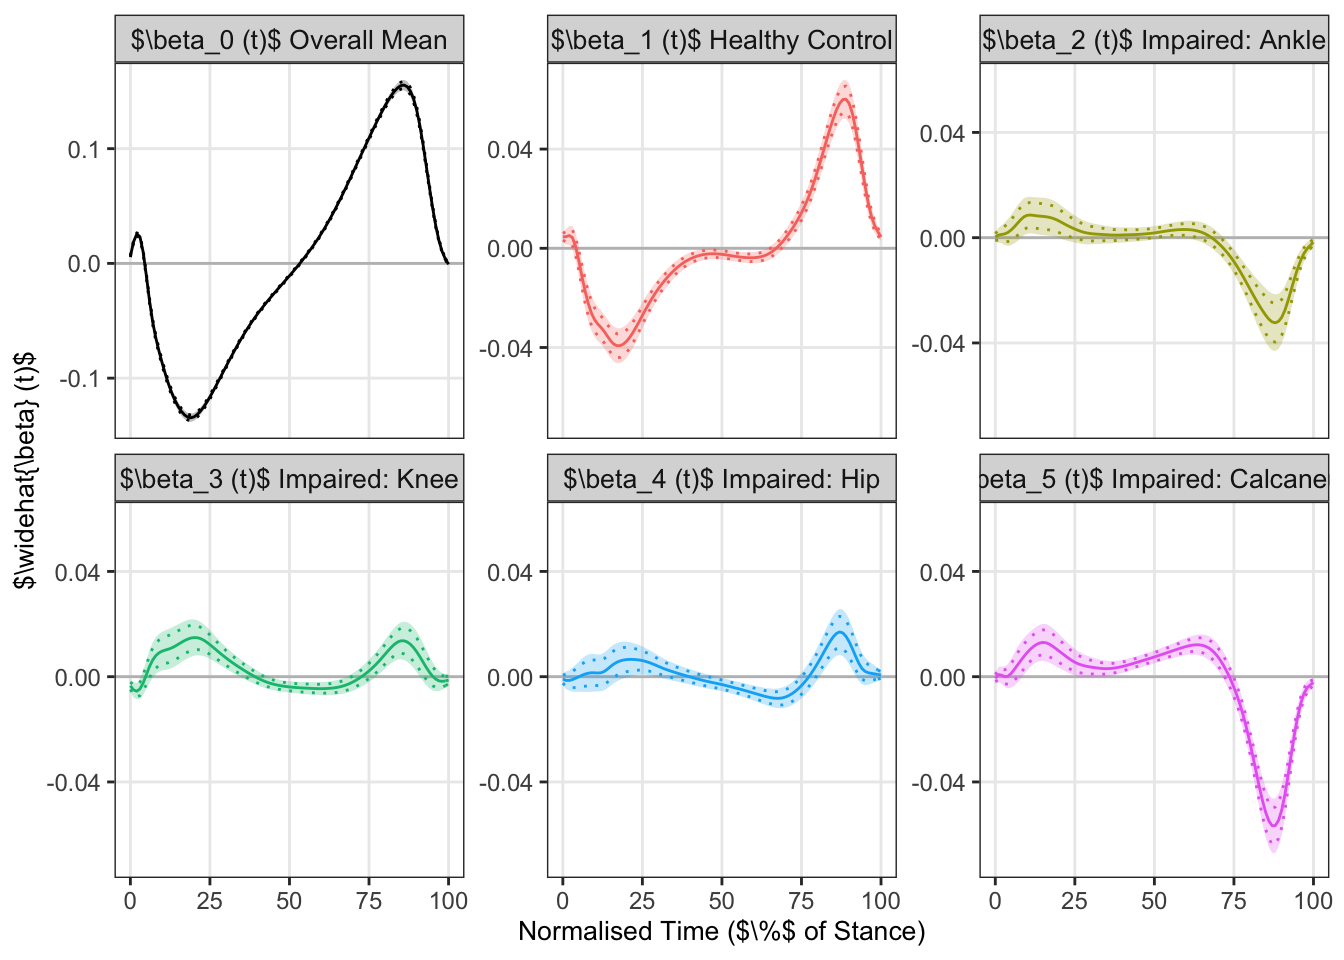 $\beta_0 (t)$ Overall Mean
$\beta_1 (t)$ Healthy Control
$\beta_2 (t)$ Impaired: Ankle
0.1
0.0
-0.1
0.04
0.00
-0.04
0.04
0.00
-0.04
$\widehat{\beta} (t)$
$\beta_3 (t)$ Impaired: Knee
$\beta_4 (t)$ Impaired: Hip
beta_5 (t)$ Impaired: Calcane
0.04
0.00
-0.04
0.04
0.00
-0.04
0.04
0.00
-0.04
0 25 50 75 100
0 25 50 75 100
0 25 50 75 100
Normalised Time ($\%$ of Stance)